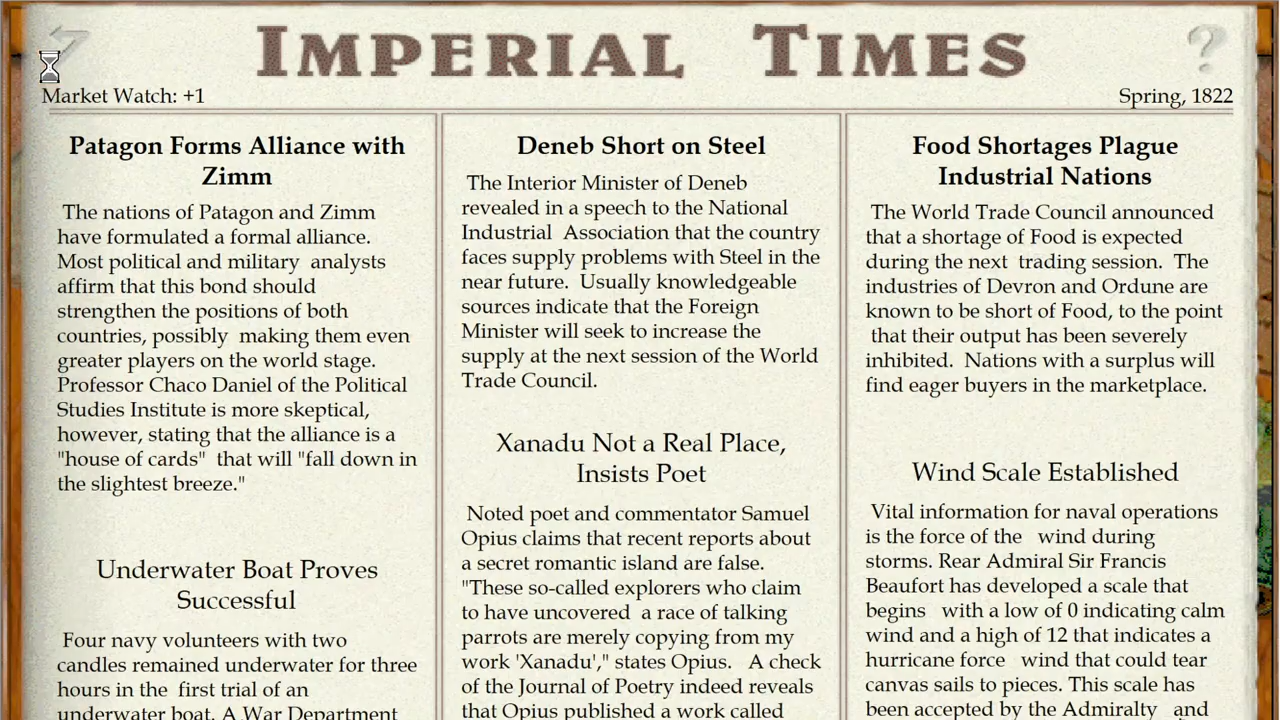 IMPERIAL TIMES
Market Watch: +1
Spring, 1822
Patagon Forms Alliance with
Zimm
The nations of Patagon and Zimm
have formulated a formal alliance.
Most political and military analysts
affirm that this bond should
strengthen the positions of both
countries, possibly making them even
greater players on the world stage.
Professor Chaco Daniel of the Political
Studies Institute is more skeptical,
however, stating that the alliance is a
"house of cards" that will "fall down in
the slightest breeze."
Underwater Boat Proves
Successful
Four navy volunteers with two
candles remained underwater for three
hours in the first trial of an
underwater boat. A War Department
Deneb Short on Steel
The Interior Minister of Deneb
revealed in a speech to the National
Industrial Association that the country
faces supply problems with Steel in the
near future. Usually knowledgeable
sources indicate that the Foreign
Minister will seek to increase the
supply at the next session of the World
Trade Council.
Xanadu Not a Real Place,
Insists Poet
Noted poet and commentator Samuel
Opius claims that recent reports about
a secret romantic island are false.
"These so-called explorers who claim
to have uncovered a race of talking
parrots are merely copying from my
work 'Xanadu'," states Opius. A check
of the Journal of Poetry indeed reveals
that Opius published a work called
Food Shortages Plague
Industrial Nations
The World Trade Council announced
that a shortage of Food is expected
during the next trading session. The
industries of Devron and Ordune are
known to be short of Food, to the point
that their output has been severely
inhibited. Nations with a surplus will
find eager buyers in the marketplace.
Wind Scale Established
Vital information for naval operations
is the force of the wind during
storms. Rear Admiral Sir Francis
Beaufort has developed a scale that
begins with a low of 0 indicating calm
wind and a high of 12 that indicates a
hurricane force wind that could tear
canvas sails to pieces. This scale has
been accepted by the Admiralty and